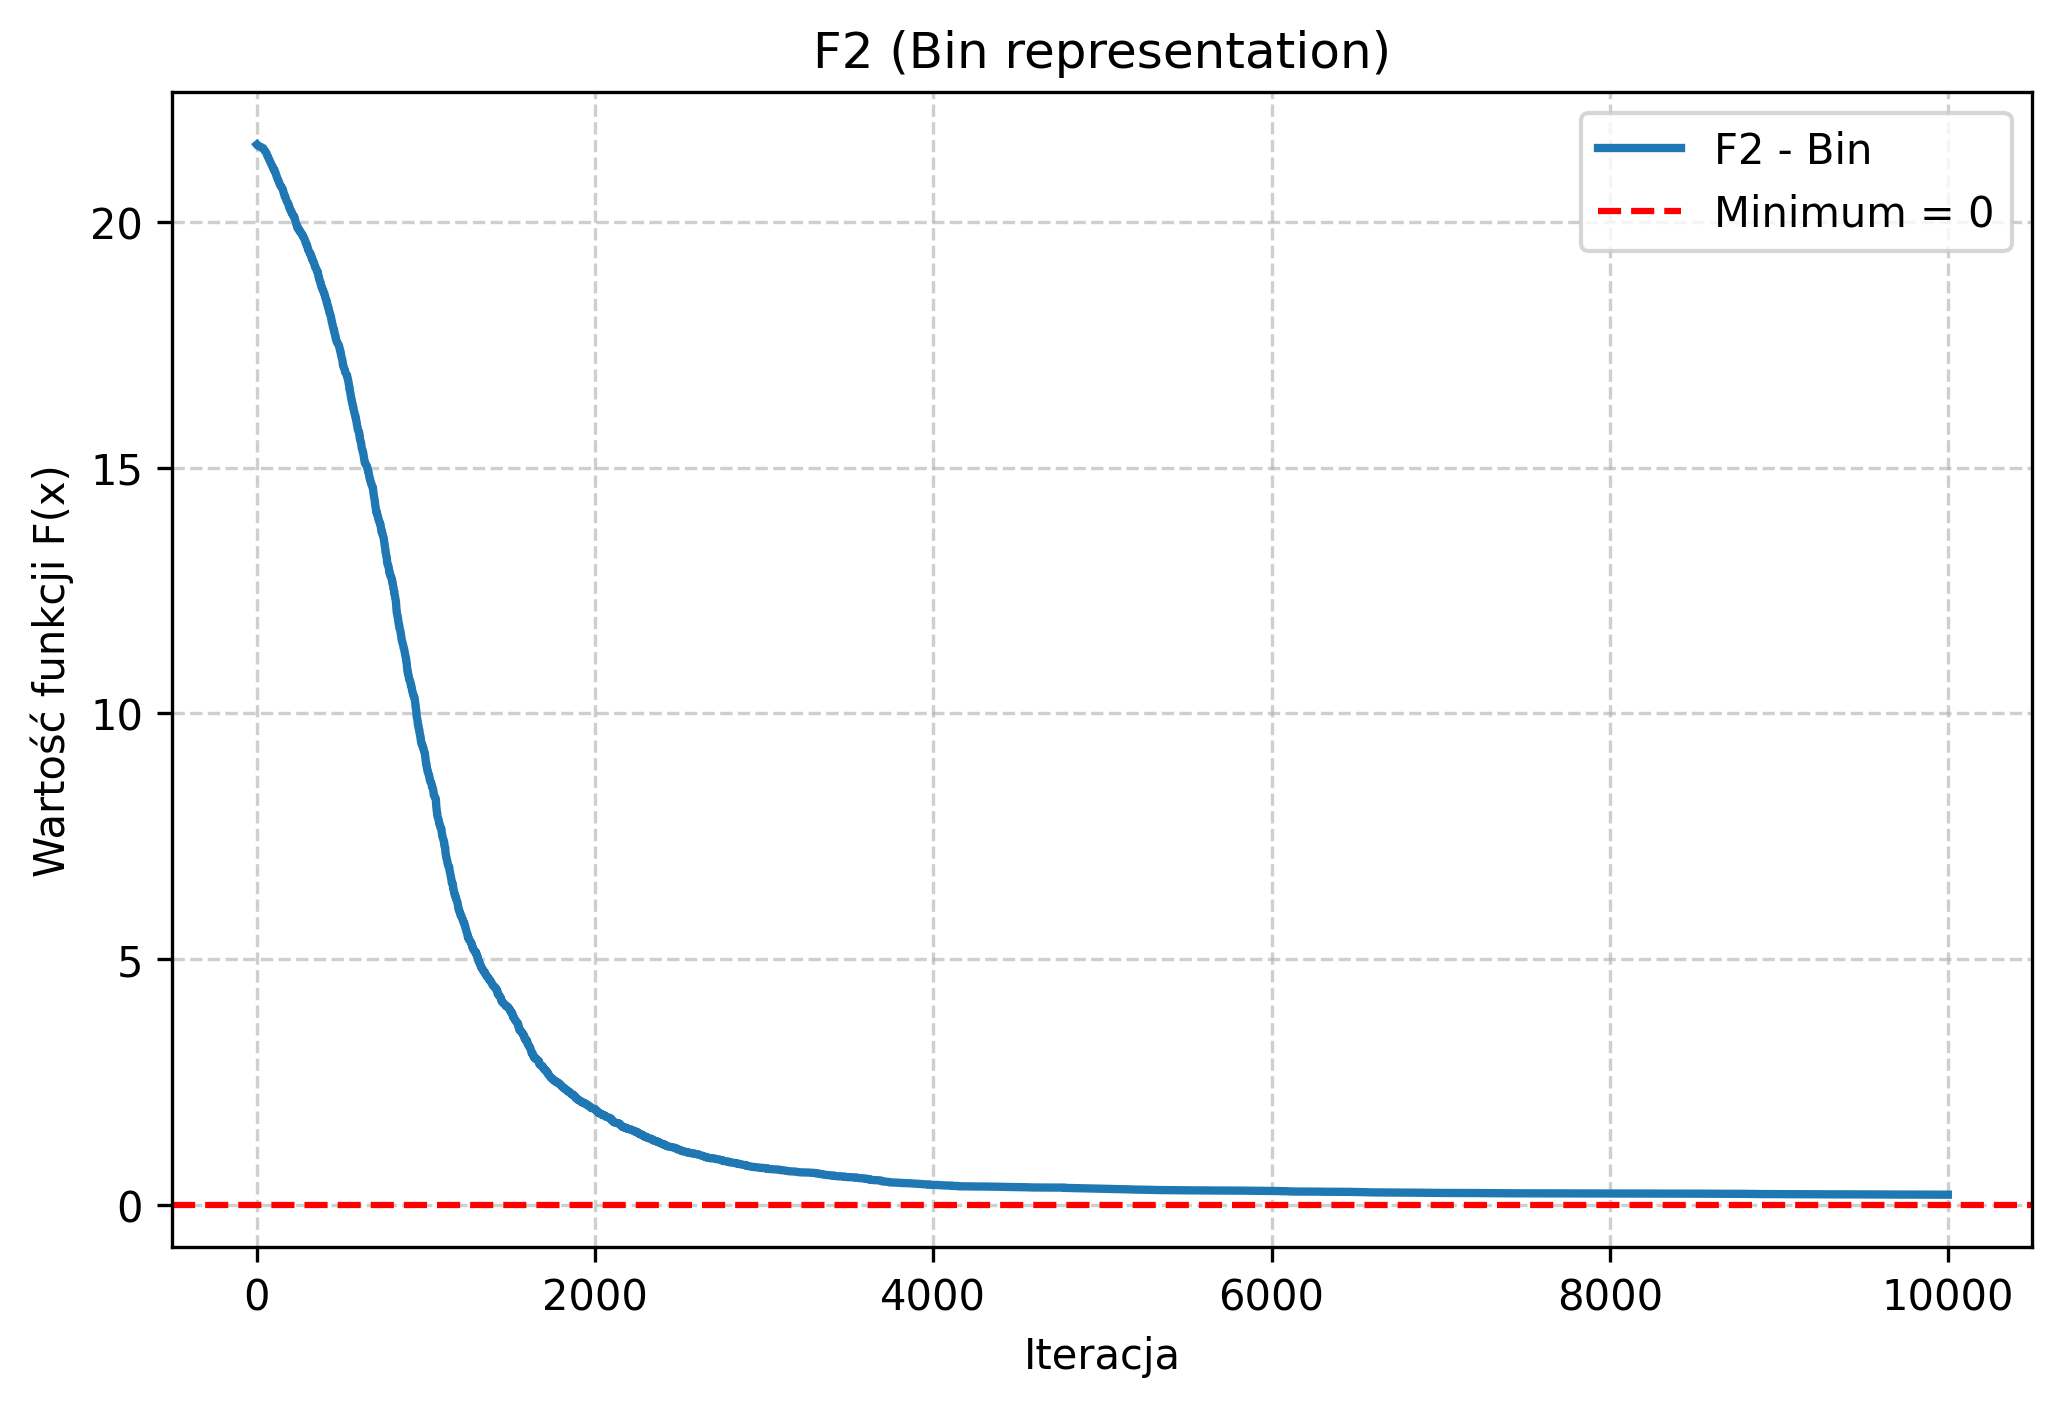 F2 (Bin representation)
F2 - Bin
Minimum = 0
Wartość funkcji F(x)
20
15
10
5
0
0 2000 4000 6000 8000 10000
Iteracja